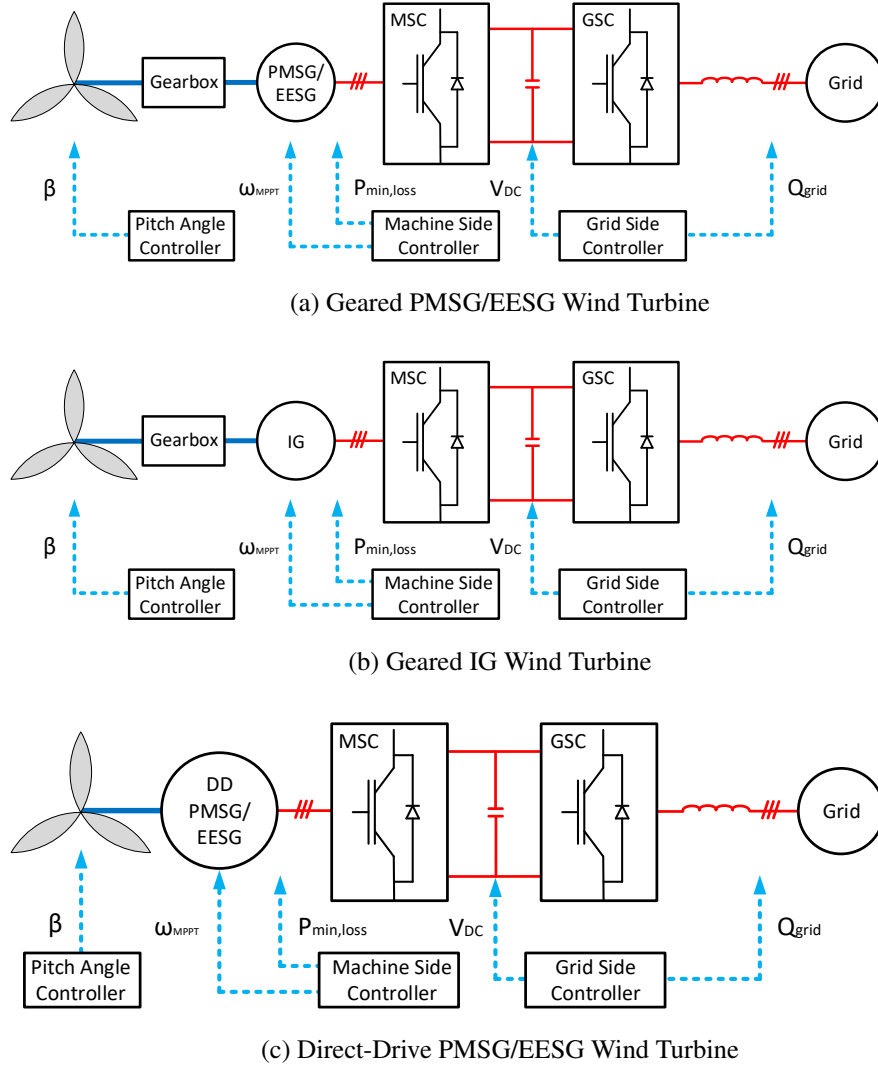 MSC
GSC
Gearbox
PMSG/
EESG
Grid
β
ωMPPT
Pmin,loss
VDC
Qgrid
Pitch Angle
Controller
Machine Side
Controller
Grid Side
Controller
(a) Geared PMSG/EESG Wind Turbine
MSC
GSC
Gearbox
IG
Grid
β
ωMPPT
Pmin,loss
VDC
Qgrid
Pitch Angle
Controller
Machine Side
Controller
Grid Side
Controller
(b) Geared IG Wind Turbine
MSC
GSC
DD
PMSG/
EESG
Grid
β
ωMPPT
Pmin,loss
VDC
Qgrid
Pitch Angle
Controller
Machine Side
Controller
Grid Side
Controller
(c) Direct-Drive PMSG/EESG Wind Turbine